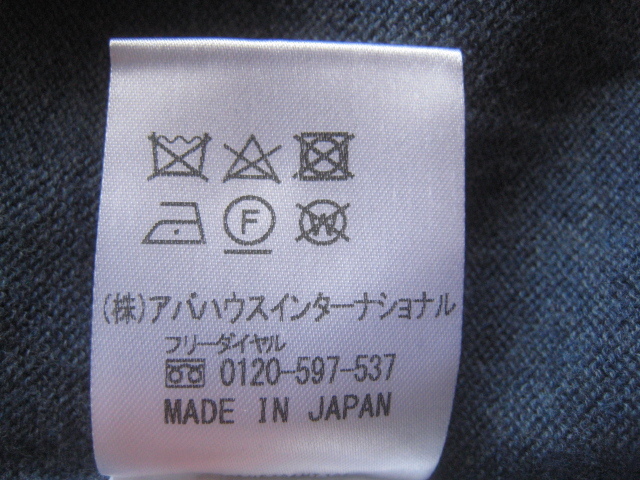 F W
(株)アバハウスインターナショナル
フリーダイヤル
0120-597-537
MADE IN JAPAN